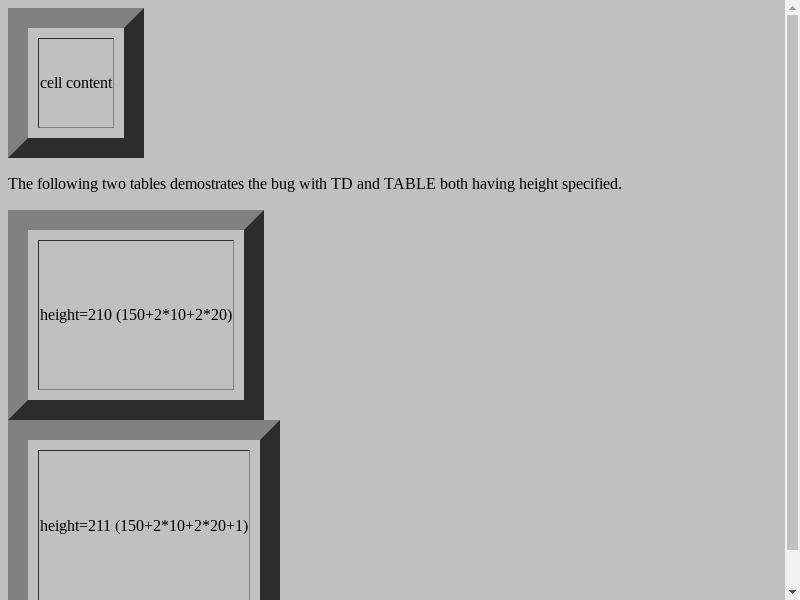 cell content
The following two tables demostrates the bug with TD and TABLE both having height specified.
height=210 (150+2*10+2*20)
height=211 (150+2*10+2*20+1)